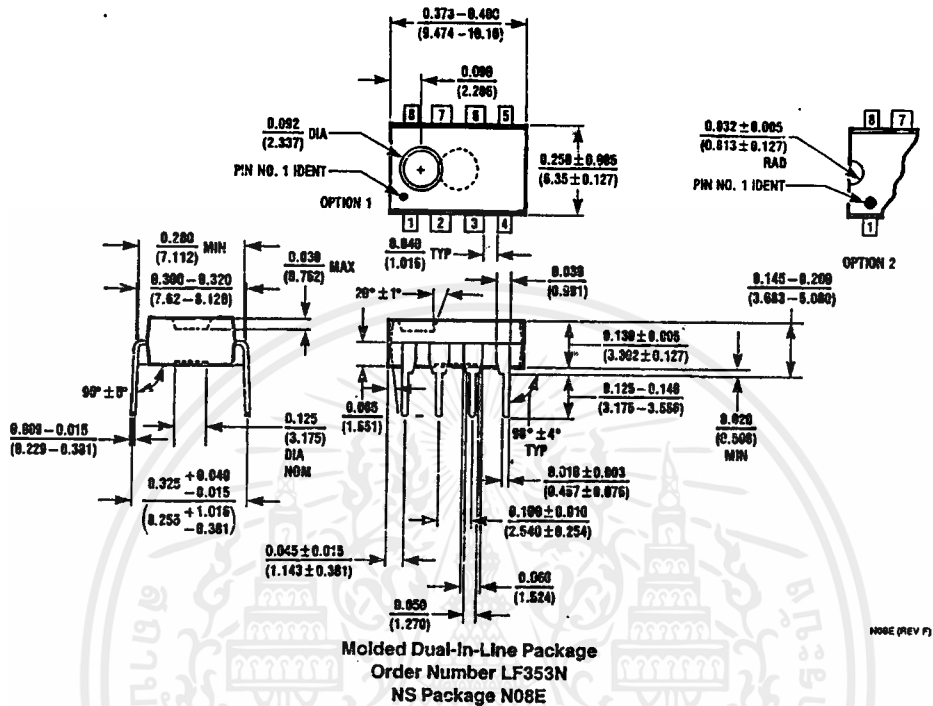 0.373 – 0.400
(9.474 – 10.16)
0.090
(2.286)
8 7 6 5
0.092 DIA
(2.337)
PIN NO. 1 IDENT
OPTION 1
0.250 ± 0.005
(6.35 ± 0.127)
1 2 3 4
8 7
0.032 ± 0.005
(0.813 ± 0.127)
RAD
PIN NO. 1 IDENT
1
OPTION 2
0.280 MIN
(7.112)
0.300 – 0.320
(7.62 – 8.128)
0.030 MAX
(0.762)
0.040 TYP
(1.016)
0.039
(0.991)
20° ± 1°
0.145 – 0.200
(3.683 – 5.080)
0.130 ± 0.005
(3.302 ± 0.127)
0.125 – 0.140
(3.175 – 3.556)
0.020
(0.508)
MIN
90° ± 4°
TYP
95° ± 5°
0.009 – 0.015
(0.229 – 0.381)
0.125
(3.175)
DIA
NOM
0.065
(1.651)
0.325 +0.040
−0.015
(8.255 +1.016
−0.381)
0.018 ± 0.003
(0.457 ± 0.076)
0.100 ± 0.010
(2.540 ± 0.254)
0.045 ± 0.015
(1.143 ± 0.381)
0.060
(1.524)
0.050
(1.270)
N08E (REV F)
Molded Dual-In-Line Package
Order Number LF353N
NS Package N08E